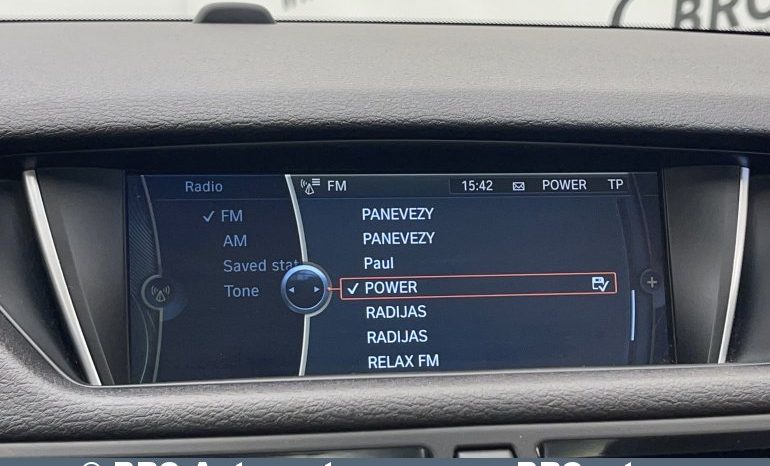 BRC
Radio
FM
15:42 POWER TP
✓ FM
AM
Saved stat
Tone
PANEVEZY
PANEVEZY
Paul
✓ POWER
RADIJAS
RADIJAS
RELAX FM